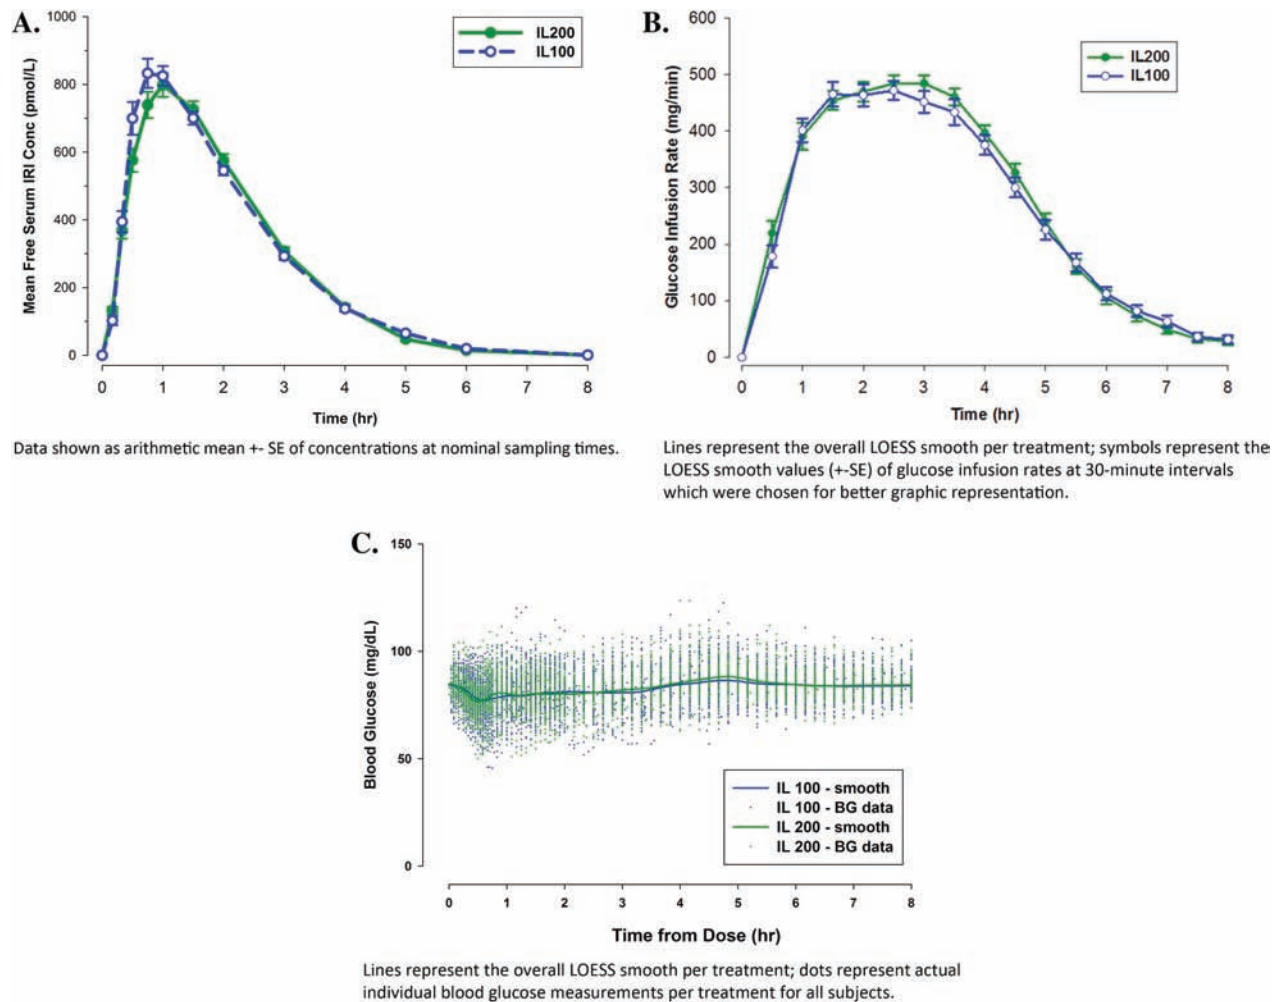 A.
1000
800
600
400
200
0
Mean Free Serum IRI Conc (pmol/L)
IL200
IL100
0 1 2 3 4 5 6 7 8
Time (hr)
Data shown as arithmetic mean +- SE of concentrations at nominal sampling times.
B.
600
500
400
300
200
100
0
Glucose Infusion Rate (mg/min)
IL200
IL100
0 1 2 3 4 5 6 7 8
Time (hr)
Lines represent the overall LOESS smooth per treatment; symbols represent the
LOESS smooth values (+-SE) of glucose infusion rates at 30-minute intervals
which were chosen for better graphic representation.
C.
150
100
50
0
Blood Glucose (mg/dL)
IL 100 - smooth
IL 100 - BG data
IL 200 - smooth
IL 200 - BG data
0 1 2 3 4 5 6 7 8
Time from Dose (hr)
Lines represent the overall LOESS smooth per treatment; dots represent actual
individual blood glucose measurements per treatment for all subjects.